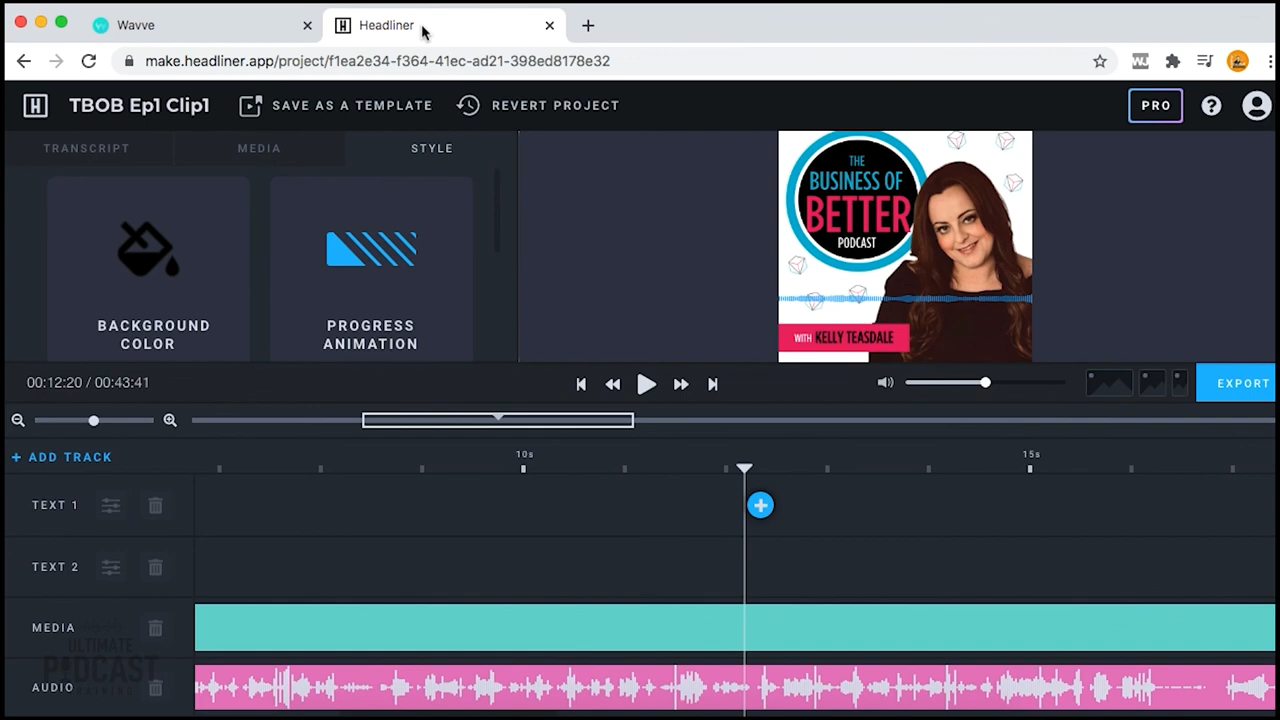 Wavve
Headliner
make.headliner.app/project/f1ea2e34-f364-41ec-ad21-398ed8178e32
H TBOB Ep1 Clip1 SAVE AS A TEMPLATE REVERT PROJECT PRO ?
TRANSCRIPT MEDIA STYLE
THE
BUSINESS OF
BETTER
PODCAST
BACKGROUND
COLOR
PROGRESS
ANIMATION
WITH KELLY TEASDALE
00:12:20 / 00:43:41
EXPORT
+ ADD TRACK
10s
15s
TEXT 1
TEXT 2
MEDIA
ULTIMATE
PODCAST
AUDIO